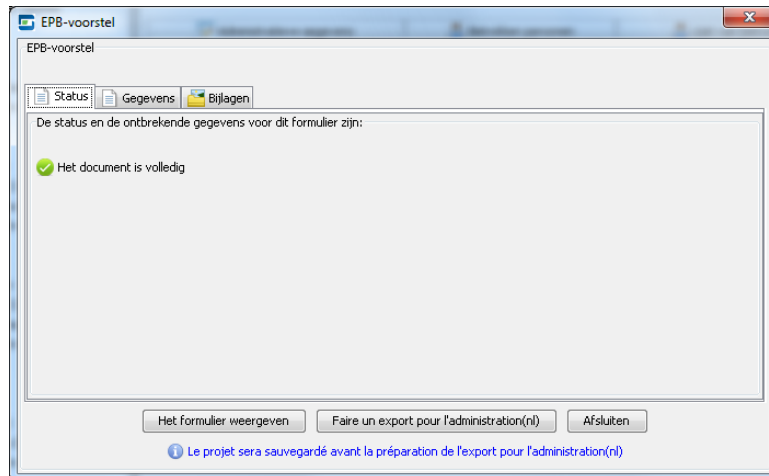 EPB-voorstel
EPB-voorstel
Status Gegevens Bijlagen
De status en de ontbrekende gegevens voor dit formulier zijn:
Het document is volledig
Het formulier weergeven Faire un export pour l'administration(nl) Afsluiten
Le projet sera sauvegardé avant la préparation de l'export pour l'administration(nl)